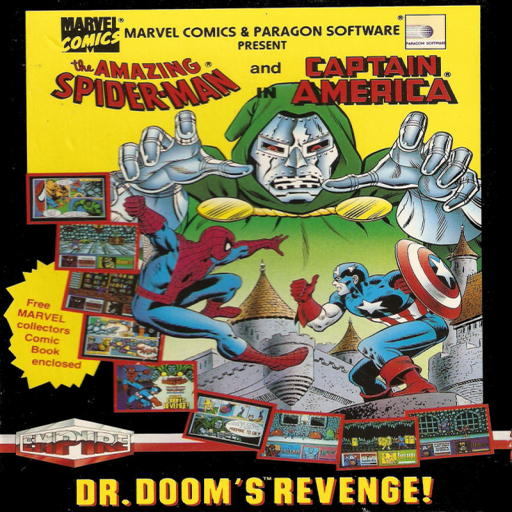 MARVEL
COMICS
MARVEL COMICS & PARAGON SOFTWARE®
PRESENT
PARAGON SOFTWARE
the AMAZING
SPIDER-MAN®
and
IN
CAPTAIN
AMERICA®
Free
MARVEL
collectors
Comic
Book
enclosed
EMPIRE
DR. DOOM'S™ REVENGE!